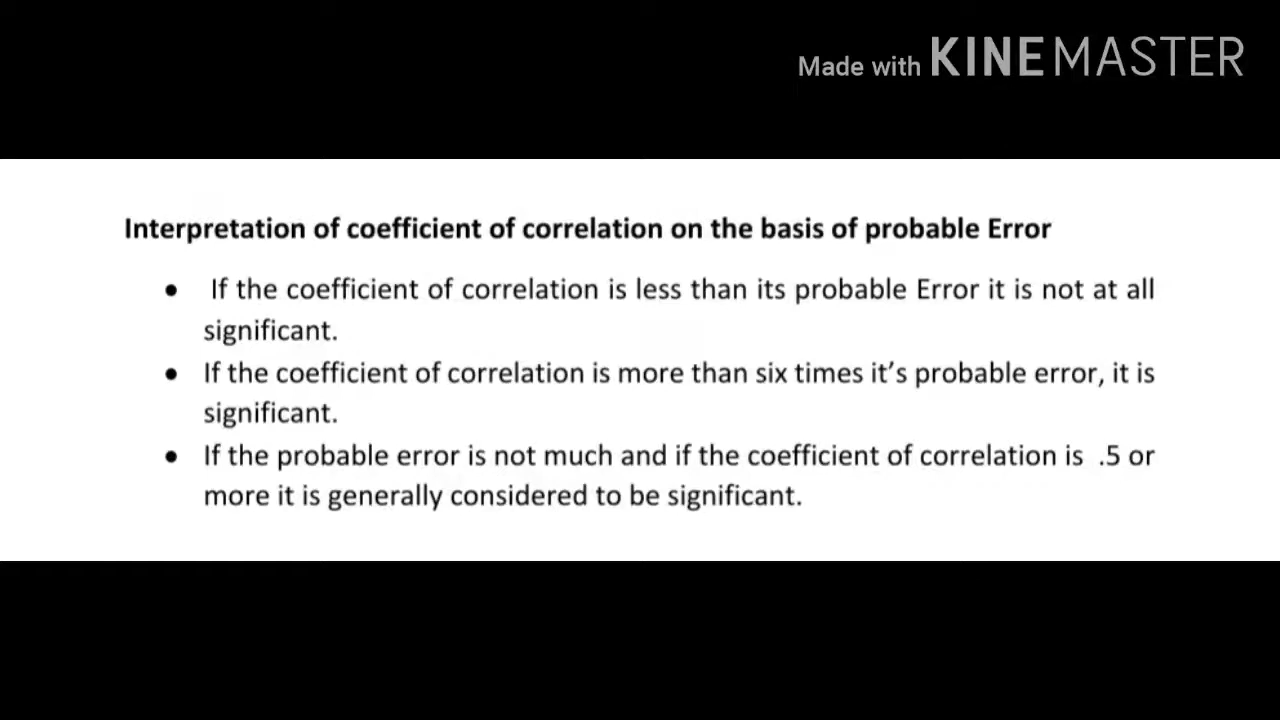 Made with KINEMASTER
Interpretation of coefficient of correlation on the basis of probable Error
• If the coefficient of correlation is less than its probable Error it is not at all
significant.
• If the coefficient of correlation is more than six times it’s probable error, it is
significant.
• If the probable error is not much and if the coefficient of correlation is .5 or
more it is generally considered to be significant.